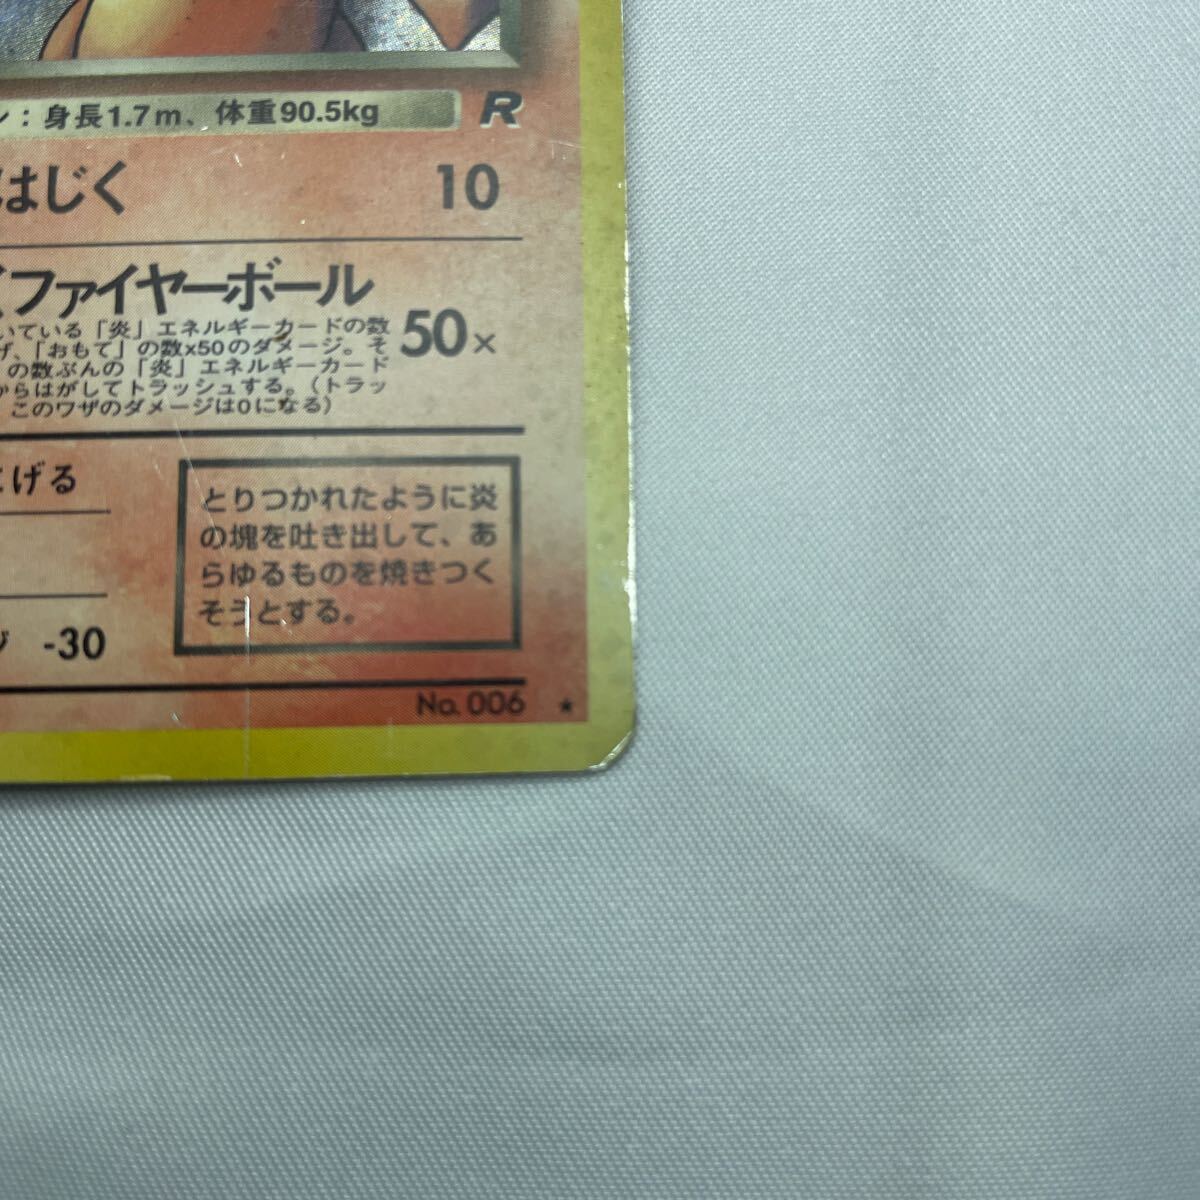 ン：身長1.7m、体重90.5kg R
はじく 10
ファイヤーボール
いている「炎」エネルギーカードの数
げ、「おもて」の数x50のダメージ。そ 50×
の数ぶんの「炎」エネルギーカード
からはがしてトラッシュする。（トラッ
このワザのダメージは0になる）
にげる
-30
とりつかれたように炎
の塊を吐き出して、あ
らゆるものを焼きつく
そうとする。
No. 006 ★